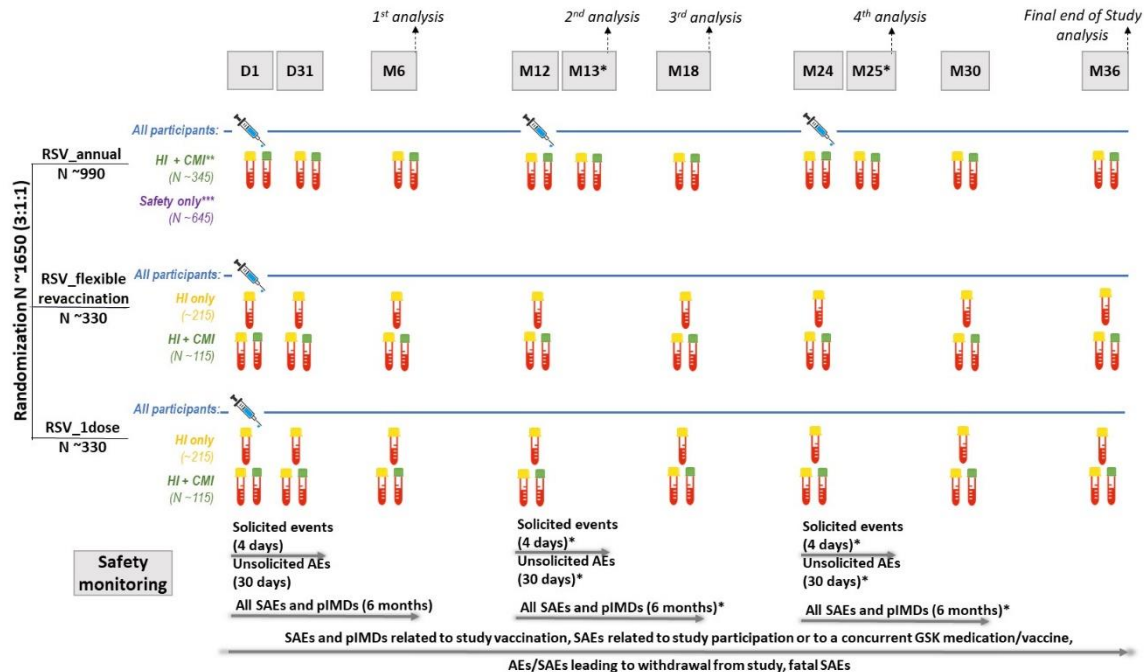 1st analysis
2nd analysis
3rd analysis
4th analysis
Final end of Study
analysis
D1
D31
M6
M12
M13*
M18
M24
M25*
M30
M36
Randomization N ~1650 (3:1:1)
All participants:
RSV_annual
N ~990
HI + CMI**
(N ~345)
Safety only***
(N ~645)
All participants:
RSV_flexible
revaccination
N ~330
HI only
(~215)
HI + CMI
(N ~115)
All participants:
RSV_1dose
N ~330
HI only
(~215)
HI + CMI
(N ~115)
Safety
monitoring
Solicited events
(4 days)
Unsolicited AEs
(30 days)
All SAEs and pIMDs (6 months)
Solicited events
(4 days)*
Unsolicited AEs
(30 days)*
All SAEs and pIMDs (6 months)*
Solicited events
(4 days)*
Unsolicited AEs
(30 days)*
All SAEs and pIMDs (6 months)*
SAEs and pIMDs related to study vaccination, SAEs related to study participation or to a concurrent GSK medication/vaccine,
AEs/SAEs leading to withdrawal from study, fatal SAEs